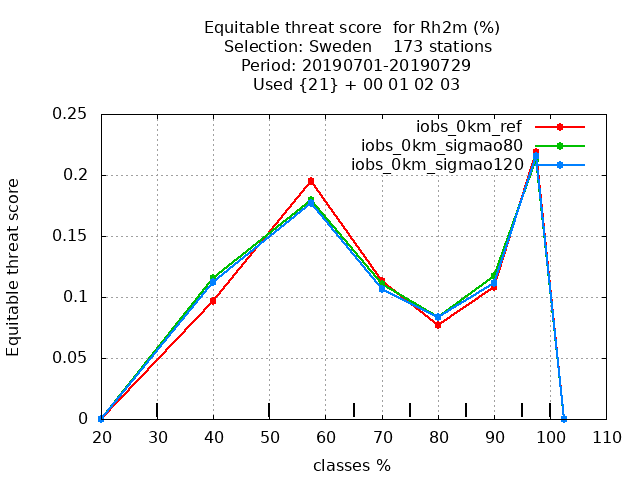 Equitable threat score  for Rh2m (%)
Selection: Sweden    173 stations
Period: 20190701-20190729
Used {21} + 00 01 02 03
iobs_0km_ref
iobs_0km_sigmao80
iobs_0km_sigmao120
Equitable threat score
0.25
0.2
0.15
0.1
0.05
0
20 30 40 50 60 70 80 90 100 110
classes %